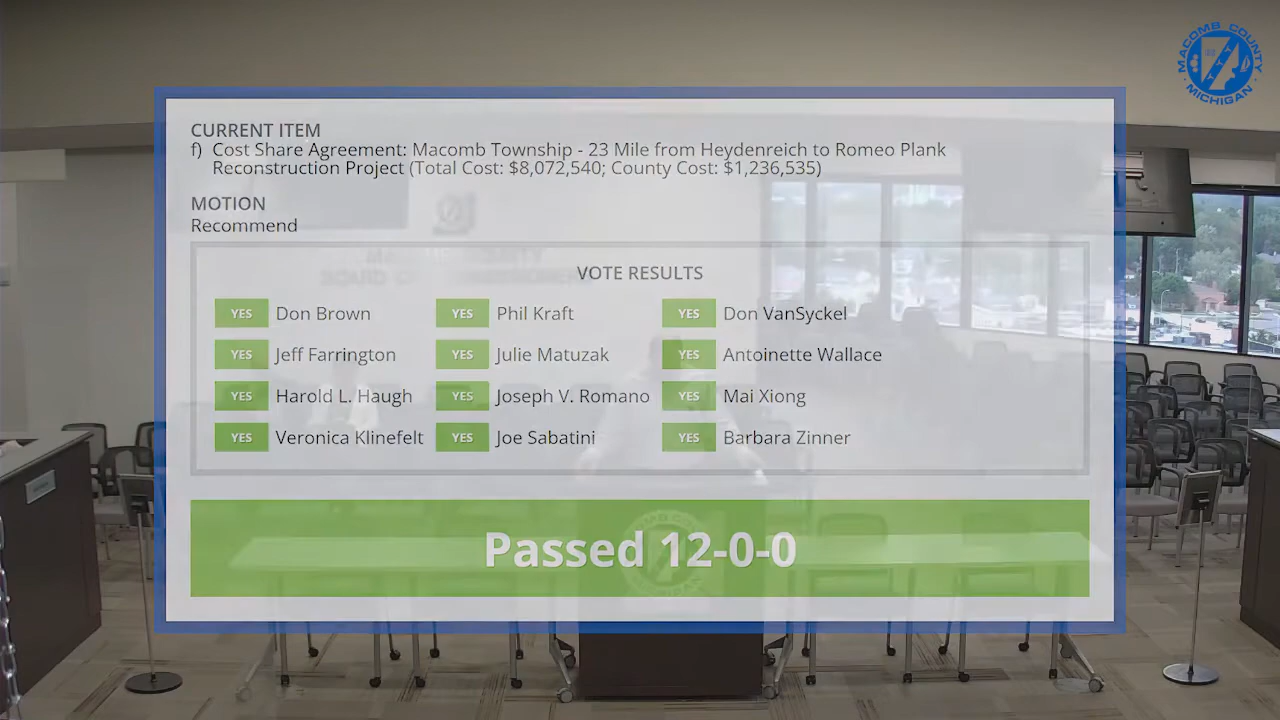 MACOMB COUNTY
MICHIGAN
CURRENT ITEM
f) Cost Share Agreement: Macomb Township - 23 Mile from Heydenreich to Romeo Plank
Reconstruction Project (Total Cost: $8,072,540; County Cost: $1,236,535)
MOTION
Recommend
VOTE RESULTS
YES Don Brown YES Phil Kraft YES Don VanSyckel
YES Jeff Farrington YES Julie Matuzak YES Antoinette Wallace
YES Harold L. Haugh YES Joseph V. Romano YES Mai Xiong
YES Veronica Klinefelt YES Joe Sabatini YES Barbara Zinner
Passed 12-0-0